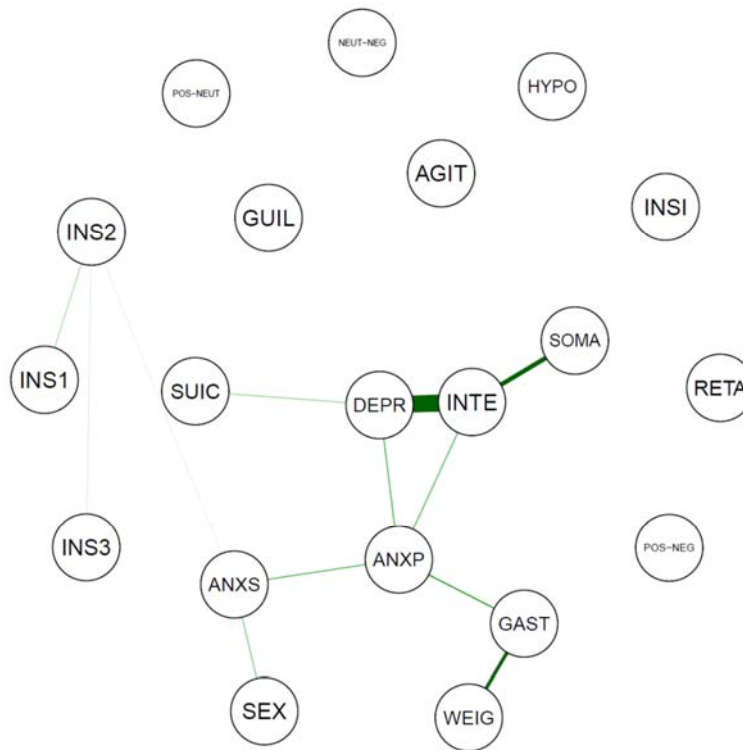 NEUT-NEG
POS-NEUT
HYPO
AGIT
INSI
GUIL
INS2
SOMA
INS1
SUIC
DEPR
INTE
RETA
INS3
POS-NEG
ANXP
ANXS
GAST
SEX
WEIG